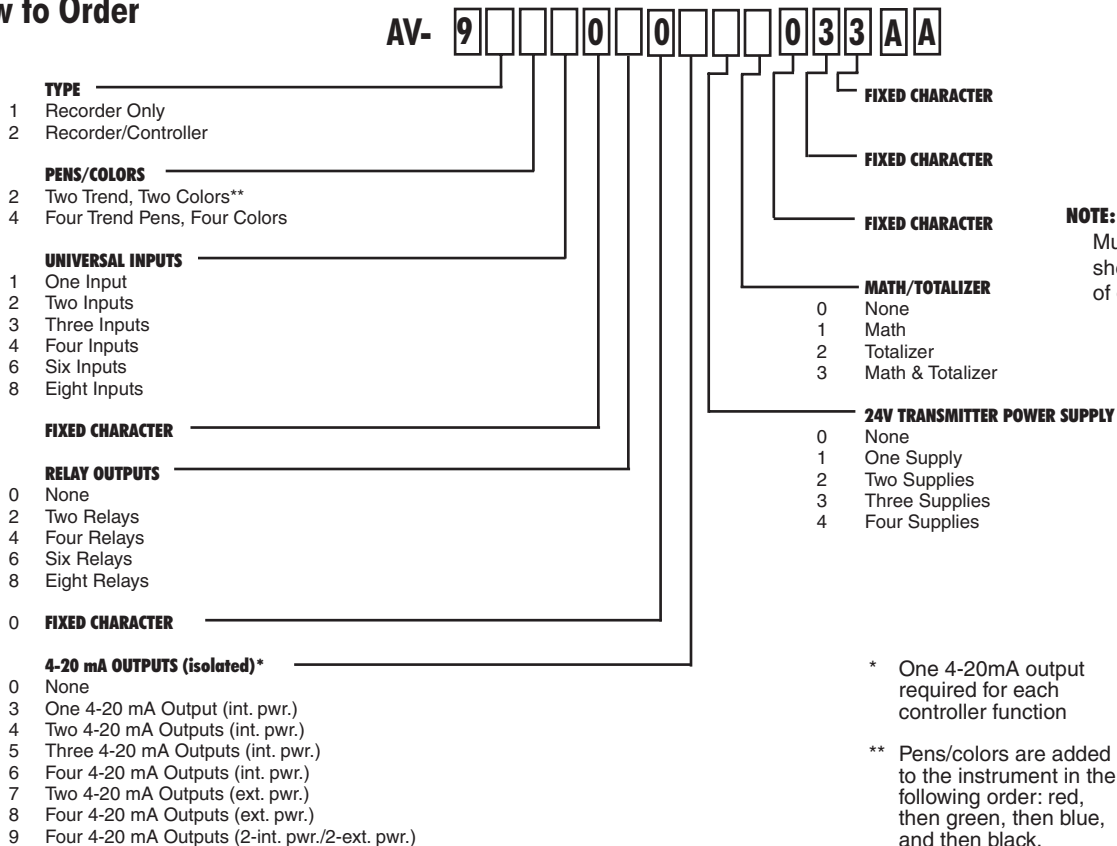 to Order
AV- 9 0 0 0 3 3 A A
TYPE
1 Recorder Only
2 Recorder/Controller
PENS/COLORS
2 Two Trend, Two Colors**
4 Four Trend Pens, Four Colors
UNIVERSAL INPUTS
1 One Input
2 Two Inputs
3 Three Inputs
4 Four Inputs
6 Six Inputs
8 Eight Inputs
FIXED CHARACTER
RELAY OUTPUTS
0 None
2 Two Relays
4 Four Relays
6 Six Relays
8 Eight Relays
0 FIXED CHARACTER
4-20 mA OUTPUTS (isolated)*
0 None
3 One 4-20 mA Output (int. pwr.)
4 Two 4-20 mA Outputs (int. pwr.)
5 Three 4-20 mA Outputs (int. pwr.)
6 Four 4-20 mA Outputs (int. pwr.)
7 Two 4-20 mA Outputs (ext. pwr.)
8 Four 4-20 mA Outputs (ext. pwr.)
9 Four 4-20 mA Outputs (2-int. pwr./2-ext. pwr.)
FIXED CHARACTER
FIXED CHARACTER
FIXED CHARACTER
MATH/TOTALIZER
0 None
1 Math
2 Totalizer
3 Math & Totalizer
24V TRANSMITTER POWER SUPPLY
0 None
1 One Supply
2 Two Supplies
3 Three Supplies
4 Four Supplies
NOTE:
of
* One 4-20mA output
required for each
controller function
** Pens/colors are added
to the instrument in the
following order: red,
then green, then blue,
and then black.